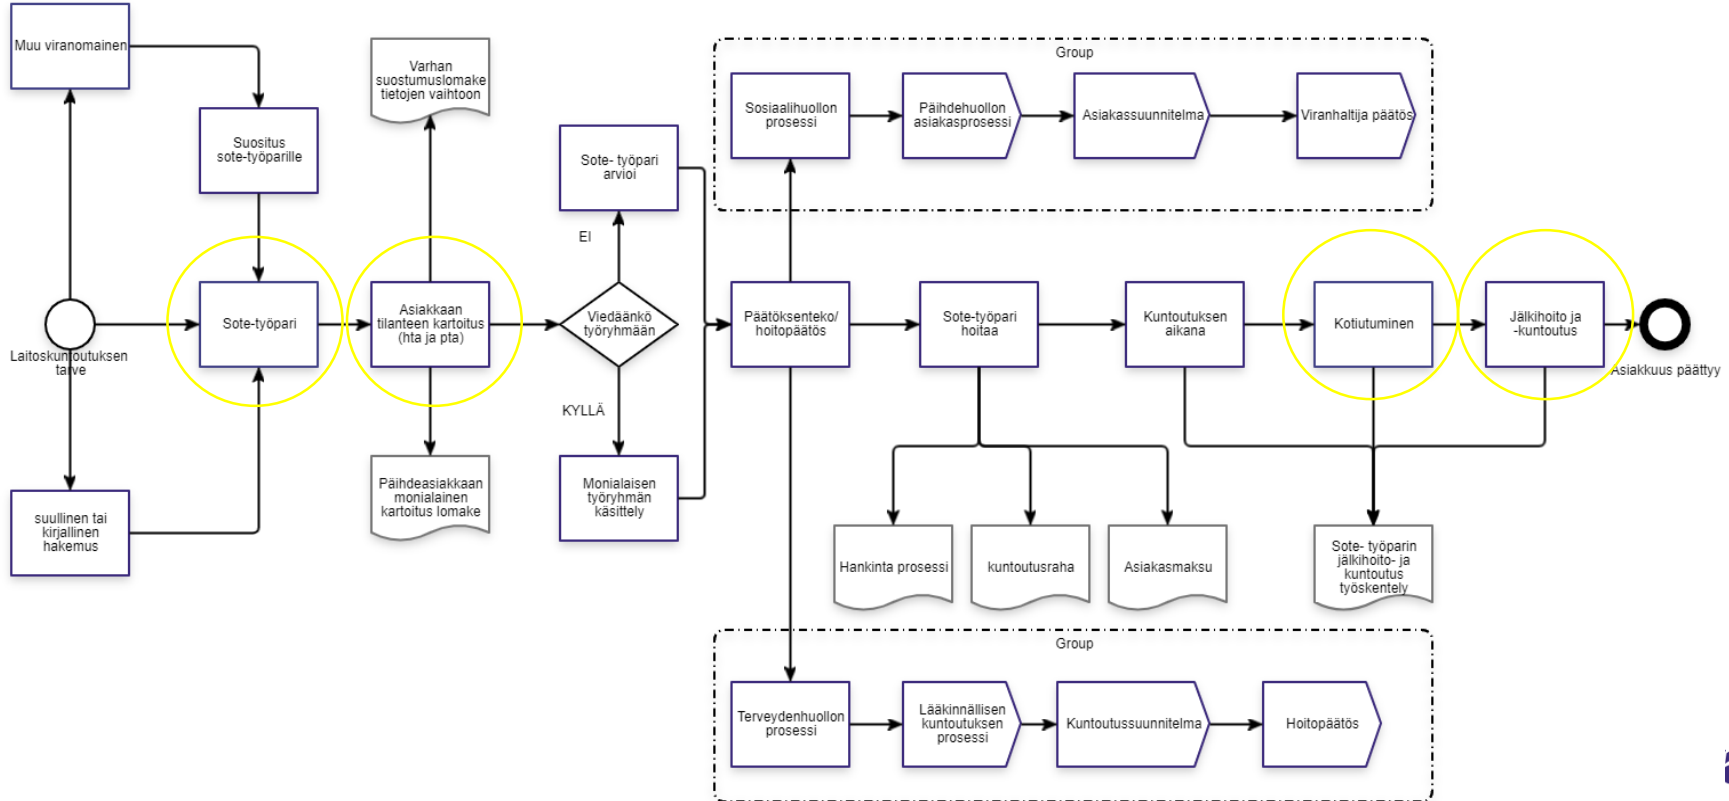 Muu viranomainen
Suositus
sote-työparille
Laitoskuntoutuksen
tarve
suullinen tai
kirjallinen
hakemus
Sote-työpari
Varhan
suostumuslomake
tietojen vaihtoon
Asiakkaan
tilanteen kartoitus
(hta ja pta)
Päihdeasiakkaan
monialainen
kartoitus lomake
Sote- työpari
arvioi
EI
Viedäänkö
työryhmään
KYLLÄ
Monialaisen
työryhmän
käsittely
Group
Sosiaalihuollon
prosessi
Päihdehuollon
asiakasprosessi
Asiakassuunnitelma
Viranhaltija päätös
Päätöksenteko/
hoitopäätös
Sote-työpari
hoitaa
Kuntoutuksen
aikana
Kotiutuminen
Jälkihoito ja
-kuntoutus
Asiakkuus päättyy
Hankinta prosessi
kuntoutusraha
Asiakasmaksu
Sote- työparin
jälkihoito- ja
kuntoutus
työskentely
Group
Terveydenhuollon
prosessi
Lääkinnällisen
kuntoutuksen
prosessi
Kuntoutussuunnitelma
Hoitopäätös